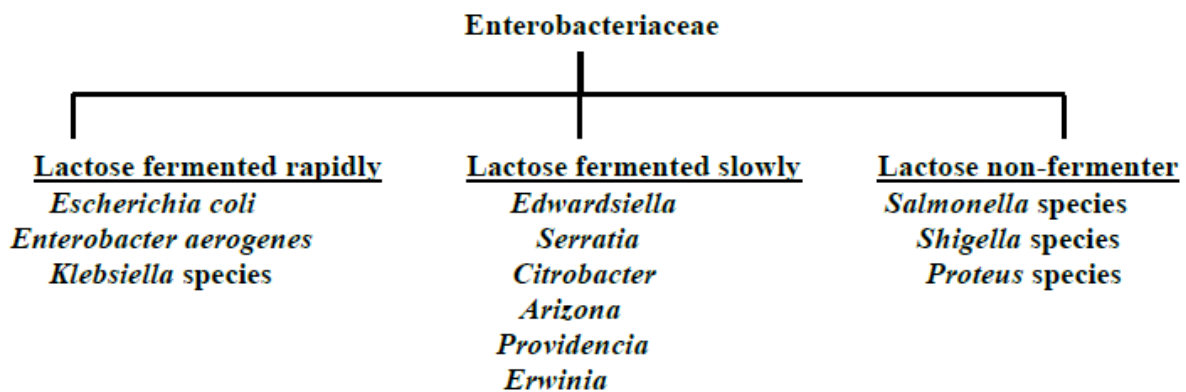 Enterobacteriaceae
Lactose fermented rapidly
Escherichia coli
Enterobacter aerogenes
Klebsiella species
Lactose fermented slowly
Edwardsiella
Serratia
Citrobacter
Arizona
Providencia
Erwinia
Lactose non-fermenter
Salmonella species
Shigella species
Proteus species